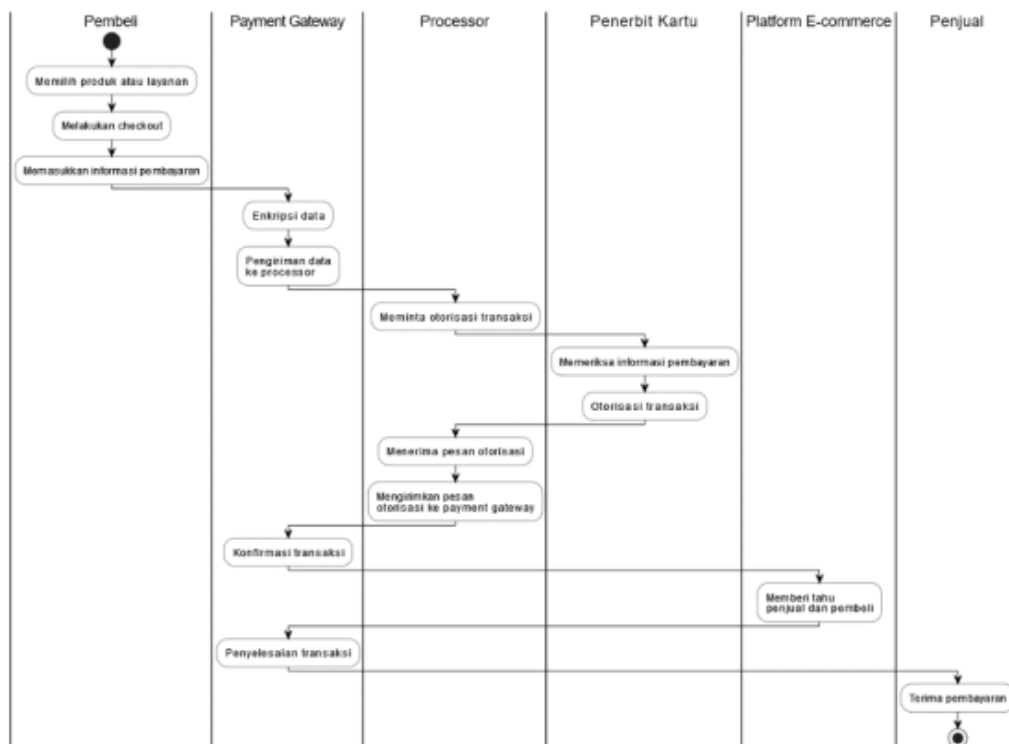 Pembeli
Payment Gateway
Processor
Penerbit Kartu
Platform E-commerce
Penjual
Memilih produk atau layanan
Melakukan checkout
Memasukkan informasi pembayaran
Enkripsi data
Pengiriman data
ke processor
Meminta otorisasi transaksi
Memeriksa informasi pembayaran
Otorisasi transaksi
Menerima pesan otorisasi
Mengirimkan pesan
otorisasi ke payment gateway
Konfirmasi transaksi
Memberi tahu
penjual dan pembeli
Penyelesaian transaksi
Terima pembayaran